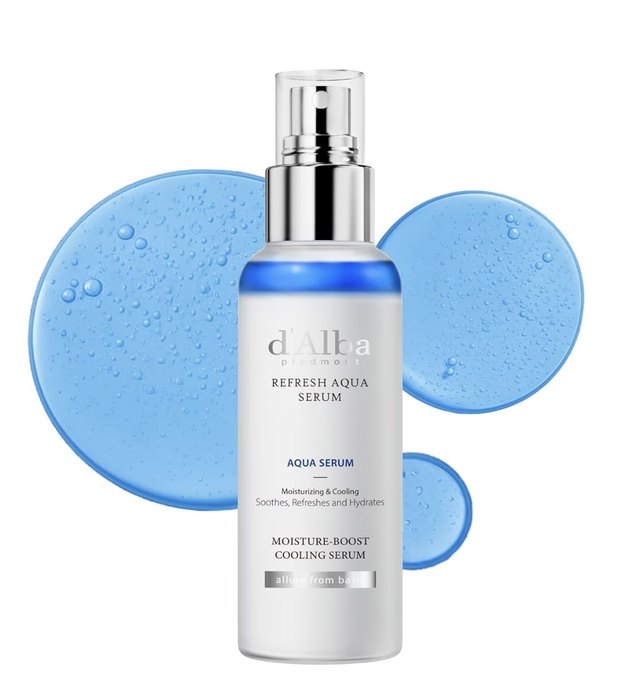 d'Alba
piedmont
REFRESH AQUA
SERUM
AQUA SERUM
Moisturizing & Cooling
Soothes, Refreshes and Hydrates
MOISTURE-BOOST
COOLING SERUM
allure from basic